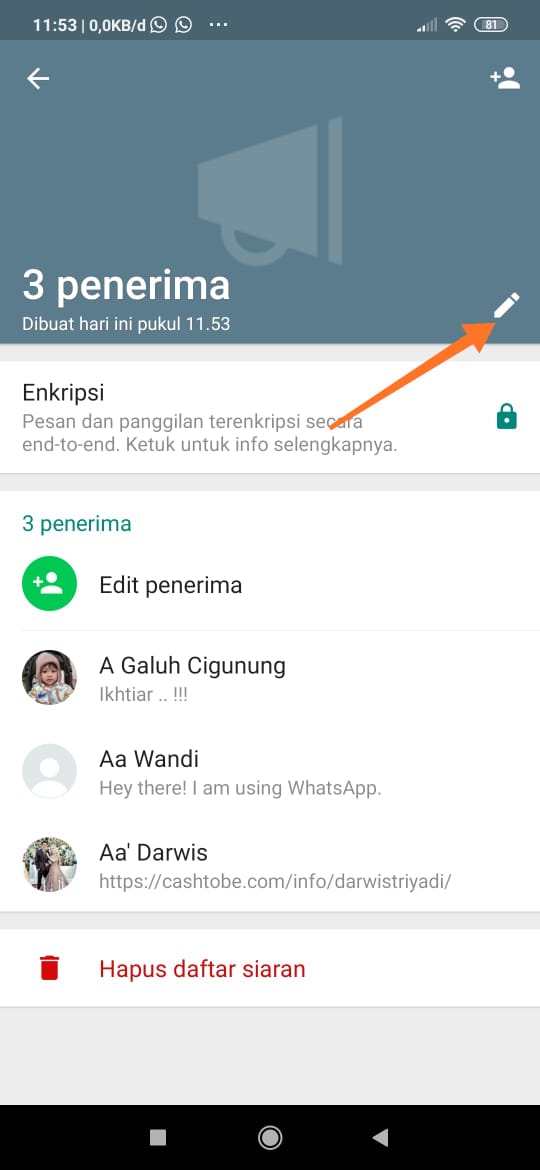 11:53 | 0,0KB/d ...
81
3 penerima
Dibuat hari ini pukul 11.53
Enkripsi
Pesan dan panggilan terenkripsi secara
end-to-end. Ketuk untuk info selengkapnya.
3 penerima
Edit penerima
A Galuh Cigunung
Ikhtiar .. !!!
Aa Wandi
Hey there! I am using WhatsApp.
Aa' Darwis
https://cashtobe.com/info/darwistriyadi/
Hapus daftar siaran